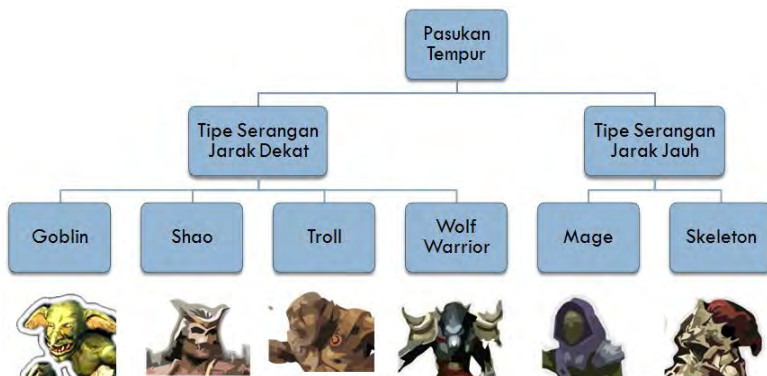 Pasukan
Tempur
Tipe Serangan
Jarak Dekat
Tipe Serangan
Jarak Jauh
Goblin
Shao
Troll
Wolf
Warrior
Mage
Skeleton